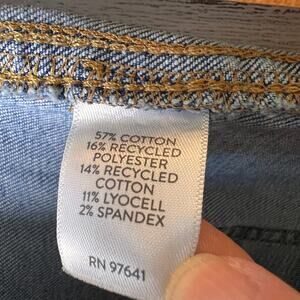 57% COTTON
16% RECYCLED
POLYESTER
14% RECYCLED
COTTON
11% LYOCELL
2% SPANDEX
RN 97641